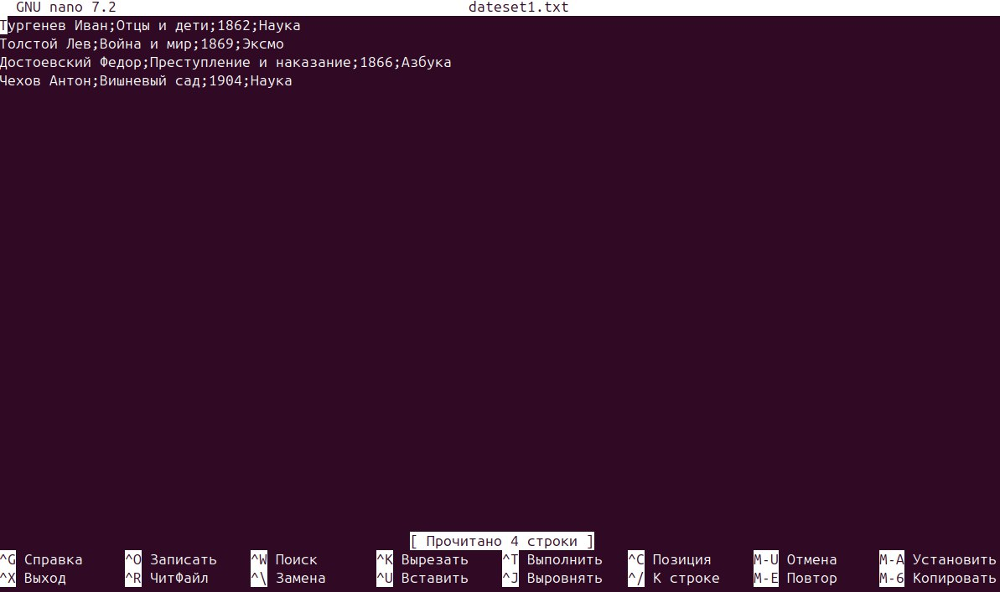 GNU nano 7.2 dateset1.txt
Тургенев Иван;Отцы и дети;1862;Наука
Толстой Лев;Война и мир;1869;Эксмо
Достоевский Федор;Преступление и наказание;1866;Азбука
Чехов Антон;Вишневый сад;1904;Наука
[ Прочитано 4 строки ]
^G Справка ^O Записать ^W Поиск ^K Вырезать ^T Выполнить ^C Позиция M-U Отмена M-A Установить
^X Выход ^R ЧитФайл ^\ Замена ^U Вставить ^J Выровнять ^/ К строке M-E Повтор M-6 Копировать